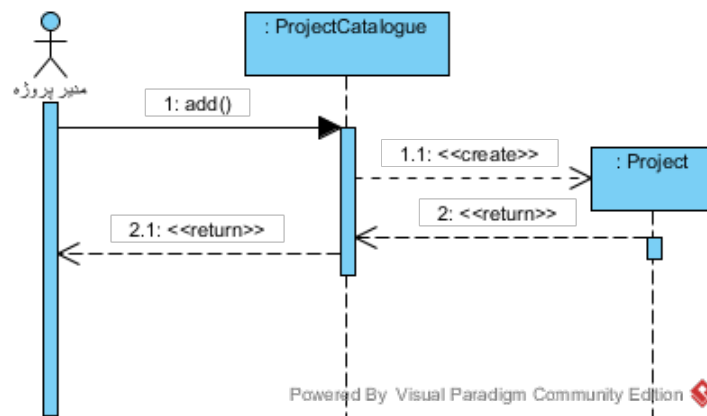 : ProjectCatalogue
مدیر پروژه
1: add()
1.1: <<create>>
: Project
2: <<return>>
2.1: <<return>>
Powered By Visual Paradigm Community Edition